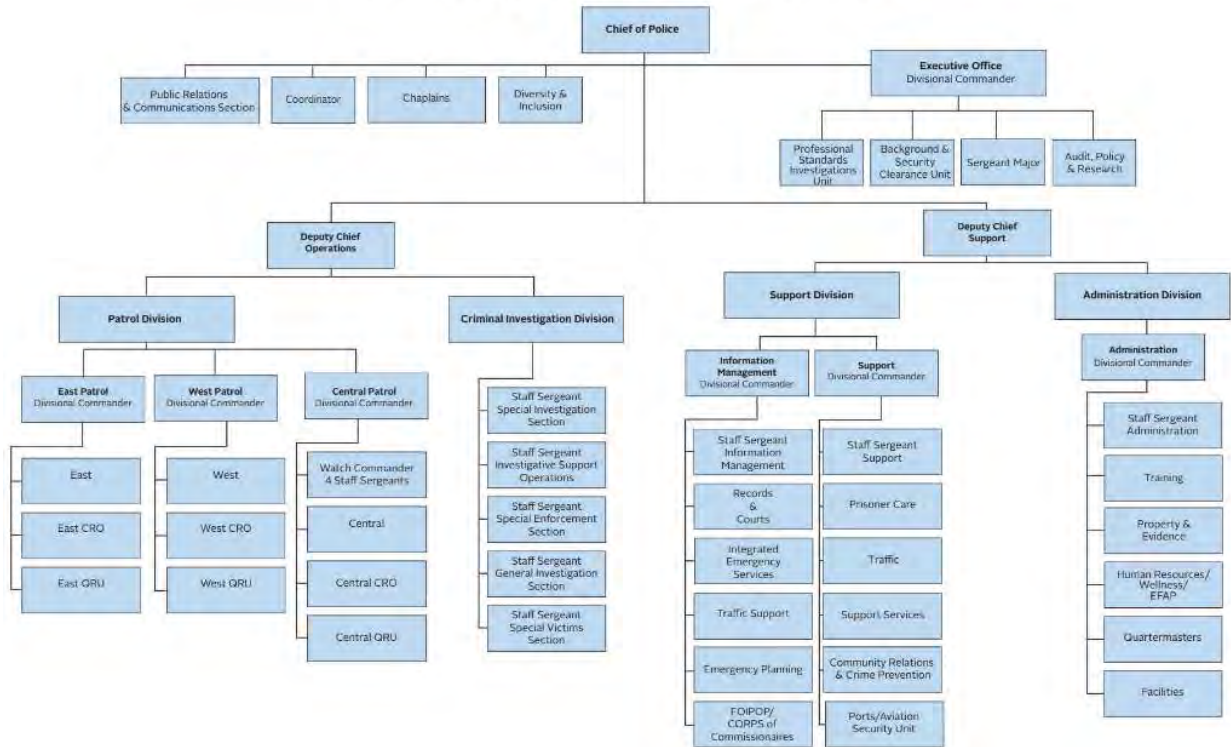 Chief of Police
Executive Office
Divisional Commander
Public Relations
& Communications Section
Coordinator
Chaplains
Diversity &
Inclusion
Professional
Standards
Investigations
Unit
Background &
Security
Clearance Unit
Sergeant Major
Audit, Policy
& Research
Deputy Chief
Operations
Deputy Chief
Support
Patrol Division
Criminal Investigation Division
Support Division
Administration Division
East Patrol
Divisional Commander
West Patrol
Divisional Commander
Central Patrol
Divisional Commander
Information
Management
Divisional Commander
Support
Divisional Commander
Administration
Divisional Commander
East
East CRO
East QRU
West
West CRO
West QRU
Watch Commander
4 Staff Sergeants
Central
Central CRO
Central QRU
Staff Sergeant
Special Investigation
Section
Staff Sergeant
Investigative Support
Operations
Staff Sergeant
Special Enforcement
Section
Staff Sergeant
General Investigation
Section
Staff Sergeant
Special Victims
Section
Staff Sergeant
Information
Management
Records
&
Courts
Integrated
Emergency
Services
Traffic Support
Emergency Planning
FOIPOP/
CORPS of
Commissionaires
Staff Sergeant
Support
Prisoner Care
Traffic
Support Services
Community Relations
& Crime Prevention
Ports/Aviation
Security Unit
Staff Sergeant
Administration
Training
Property &
Evidence
Human Resources/
Wellness/
EFAP
Quartermasters
Facilities